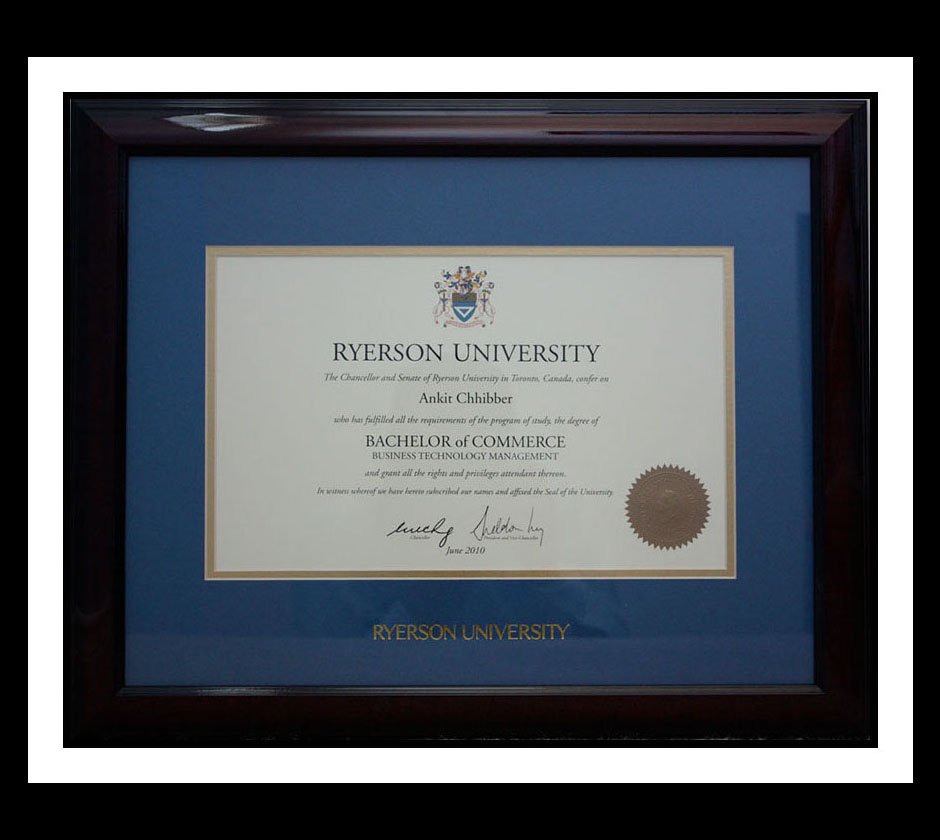 RYERSON UNIVERSITY
The Chancellor and Senate of Ryerson University in Toronto, Canada, confer on
Ankit Chhibber
who has fulfilled all the requirements of the program of study, the degree of
BACHELOR of COMMERCE
BUSINESS TECHNOLOGY MANAGEMENT
and grant all the rights and privileges attendant thereon.
In witness whereof we have hereto subscribed our names and affixed the Seal of the University.
Chancellor
President and Vice Chancellor
June 2010
RYERSON UNIVERSITY